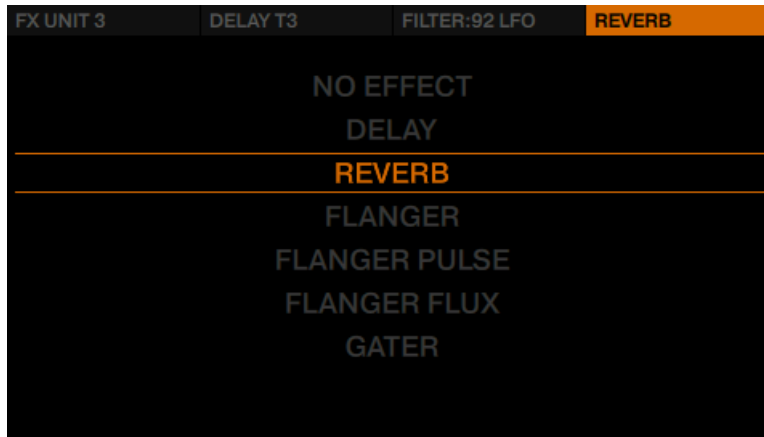 FX UNIT 3 DELAY T3 FILTER:92 LFO REVERB
NO EFFECT
DELAY
REVERB
FLANGER
FLANGER PULSE
FLANGER FLUX
GATER